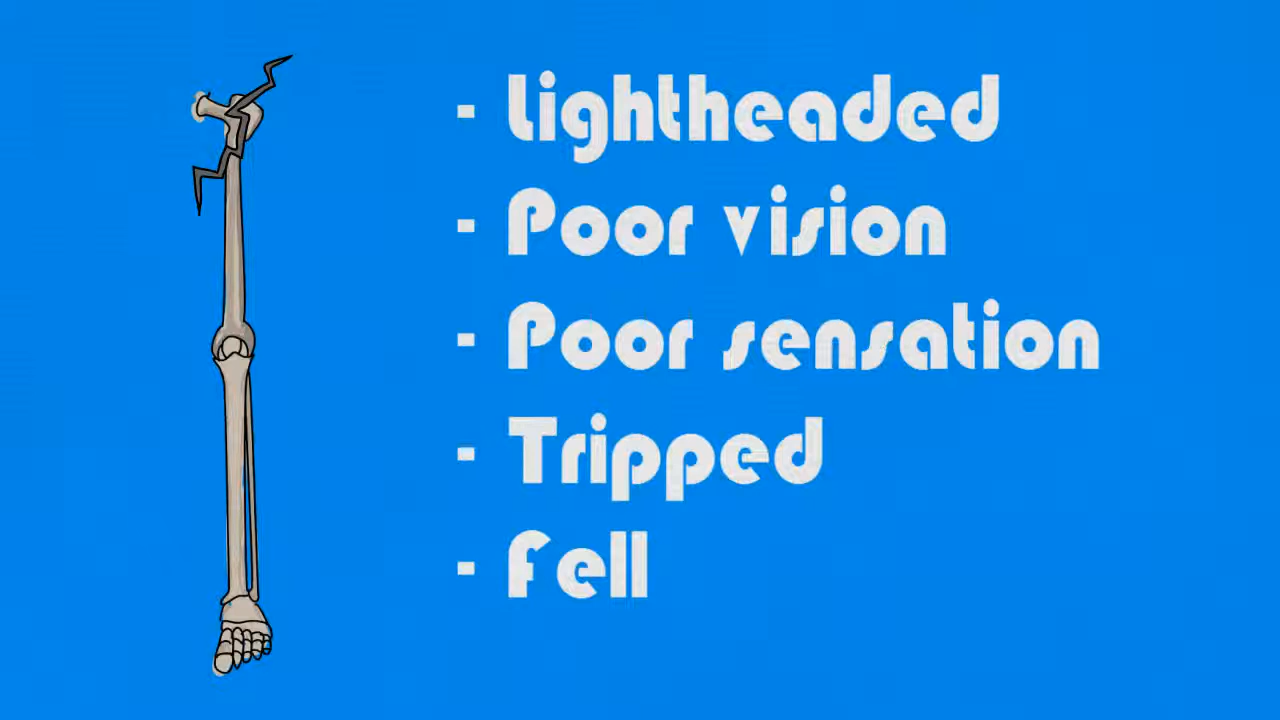 - Lightheaded
- Poor vision
- Poor sensation
- Tripped
- Fell